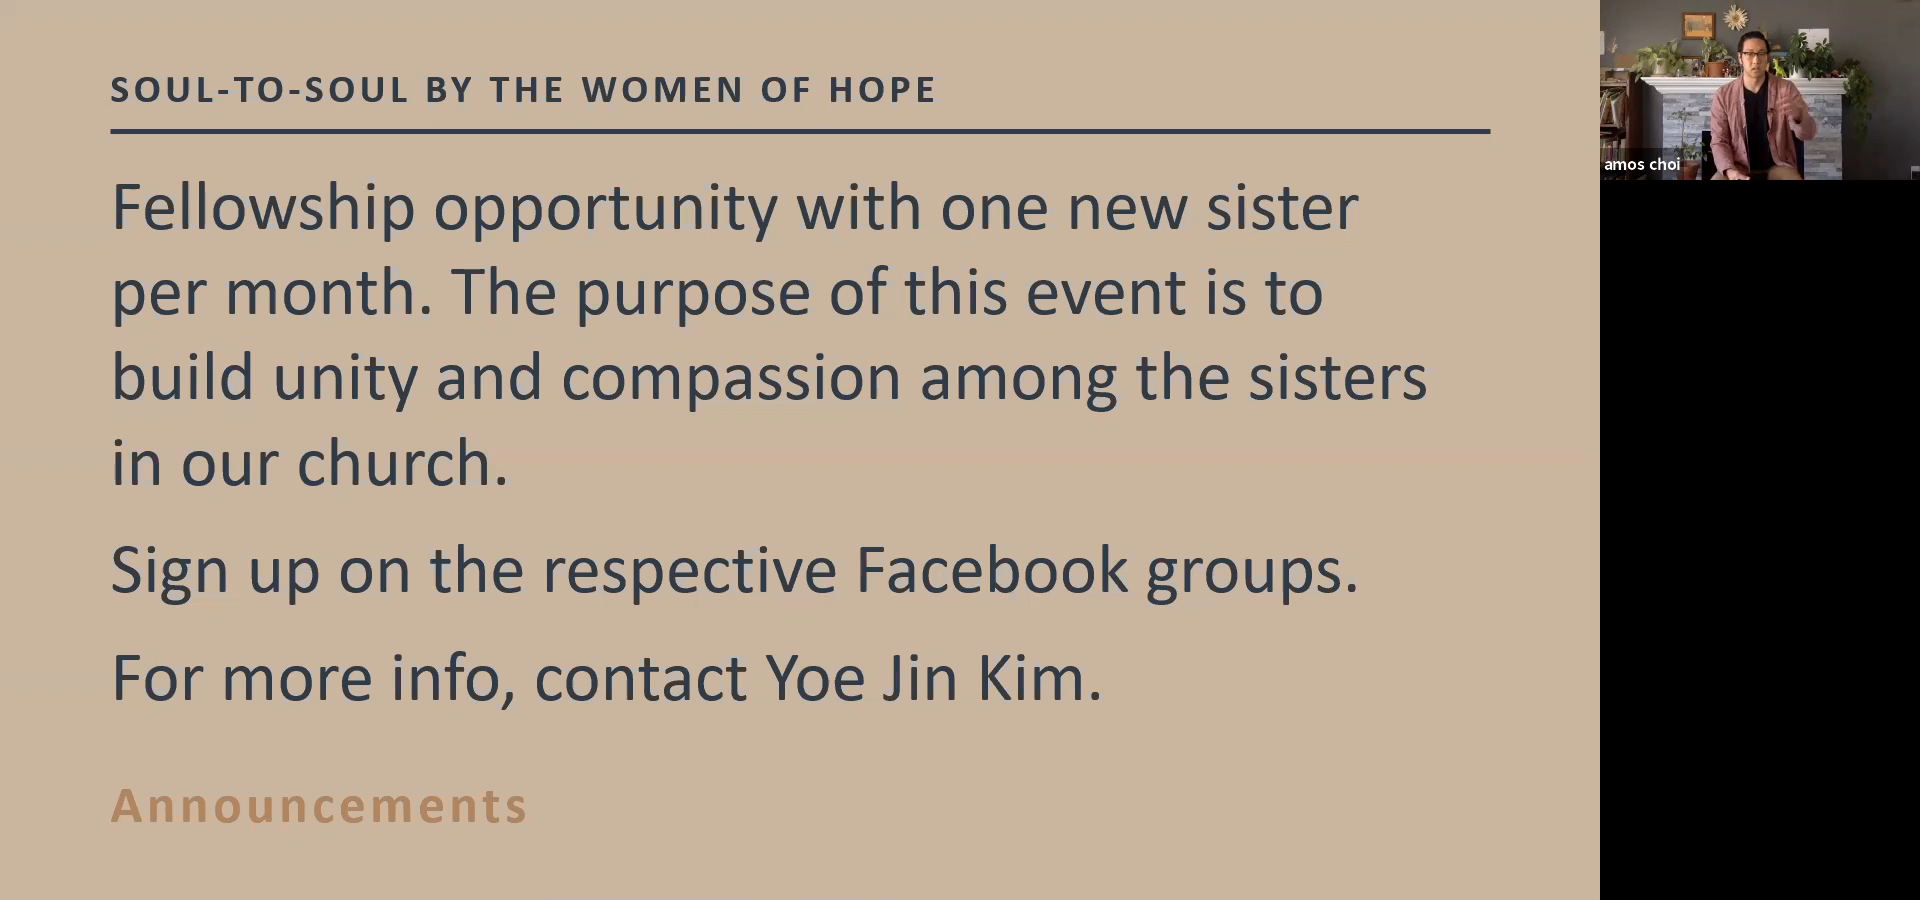 SOUL-TO-SOUL BY THE WOMEN OF HOPE
Fellowship opportunity with one new sister
per month. The purpose of this event is to
build unity and compassion among the sisters
in our church.
Sign up on the respective Facebook groups.
For more info, contact Yoe Jin Kim.
Announcements
amos choi